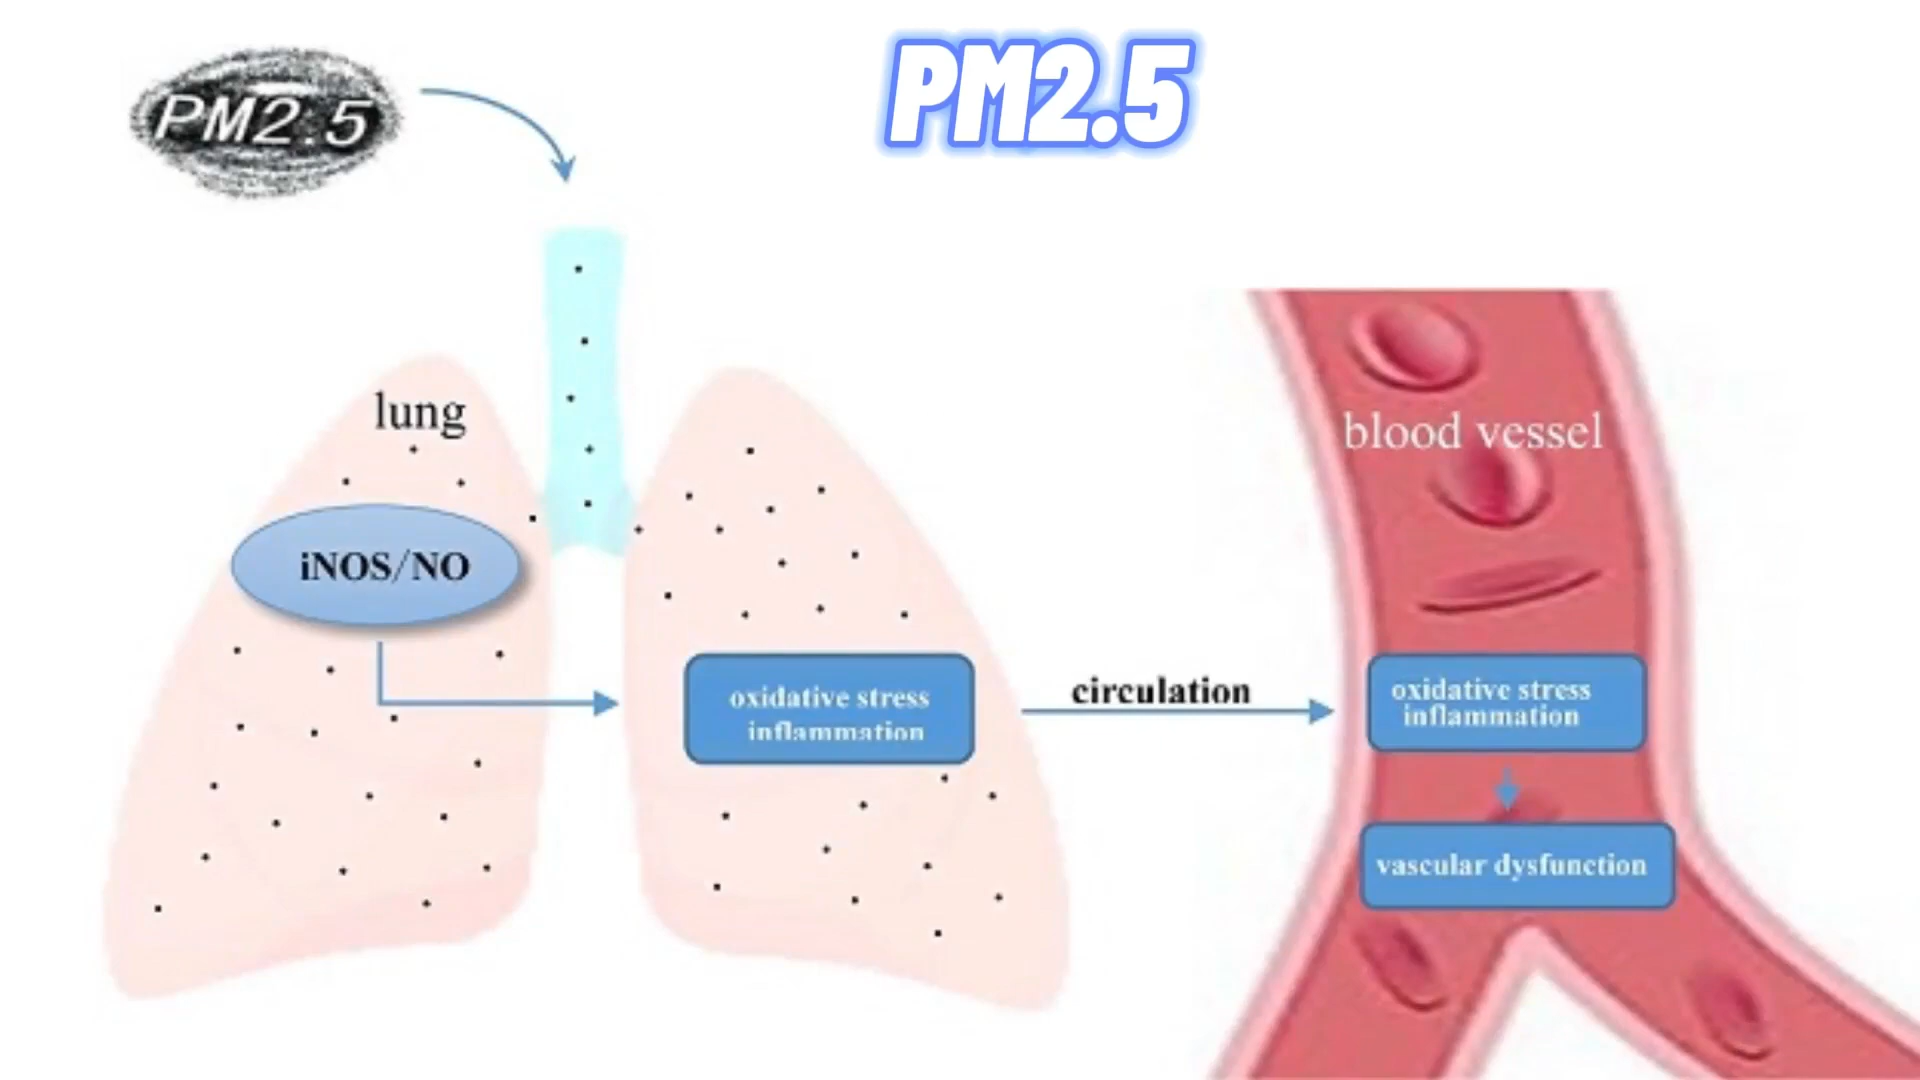 PM2.5
PM2.5
lung
blood vessel
iNOS/NO
oxidative stress
inflammation
circulation
oxidative stress
inflammation
vascular dysfunction